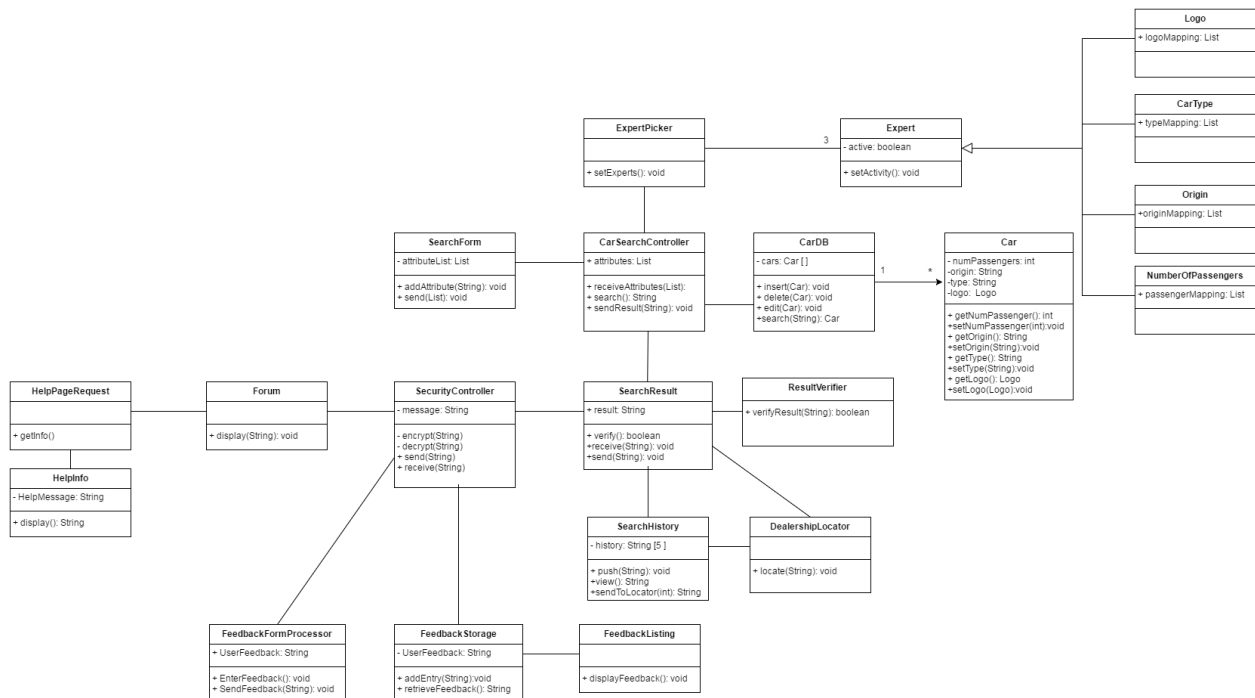 Logo
+ logoMapping: List
CarType
+ typeMapping: List
Origin
+originMapping: List
NumberOfPassengers
+ passengerMapping: List
ExpertPicker
+ setExperts(): void
3
Expert
- active: boolean
+ setActivity(): void
SearchForm
- attributeList: List
+ addAttribute(String): void
+ send(List): void
CarSearchController
+ attributes: List
+ receiveAttributes(List):
+ search(): String
+ sendResult(String): void
CarDB
- cars: Car [ ]
+ insert(Car): void
+ delete(Car): void
+ edit(Car): void
+search(String): Car
1
*
Car
- numPassengers: int
-origin: String
-type: String
-logo: Logo
+ getNumPassenger(): int
+setNumPassenger(int):void
+ getOrigin(): String
+setOrigin(String):void
+ getType(): String
+setType(String):void
+ getLogo(): Logo
+setLogo(Logo):void
HelpPageRequest
+ getInfo()
Forum
+ display(String): void
SecurityController
- message: String
- encrypt(String)
- decrypt(String)
+ send(String)
+ receive(String)
SearchResult
+ result: String
+ verify(): boolean
+receive(String): void
+send(String): void
ResultVerifier
+ verifyResult(String): boolean
HelpInfo
- HelpMessage: String
+ display(): String
SearchHistory
- history: String [5 ]
+ push(String): void
+view(): String
+sendToLocator(int): String
DealershipLocator
+ locate(String): void
FeedbackFormProcessor
+ UserFeedback: String
+ EnterFeedback(): void
+ SendFeedback(String): void
FeedbackStorage
- UserFeedback: String
+ addEntry(String):void
+ retrieveFeedback(): String
FeedbackListing
+ displayFeedback(): void